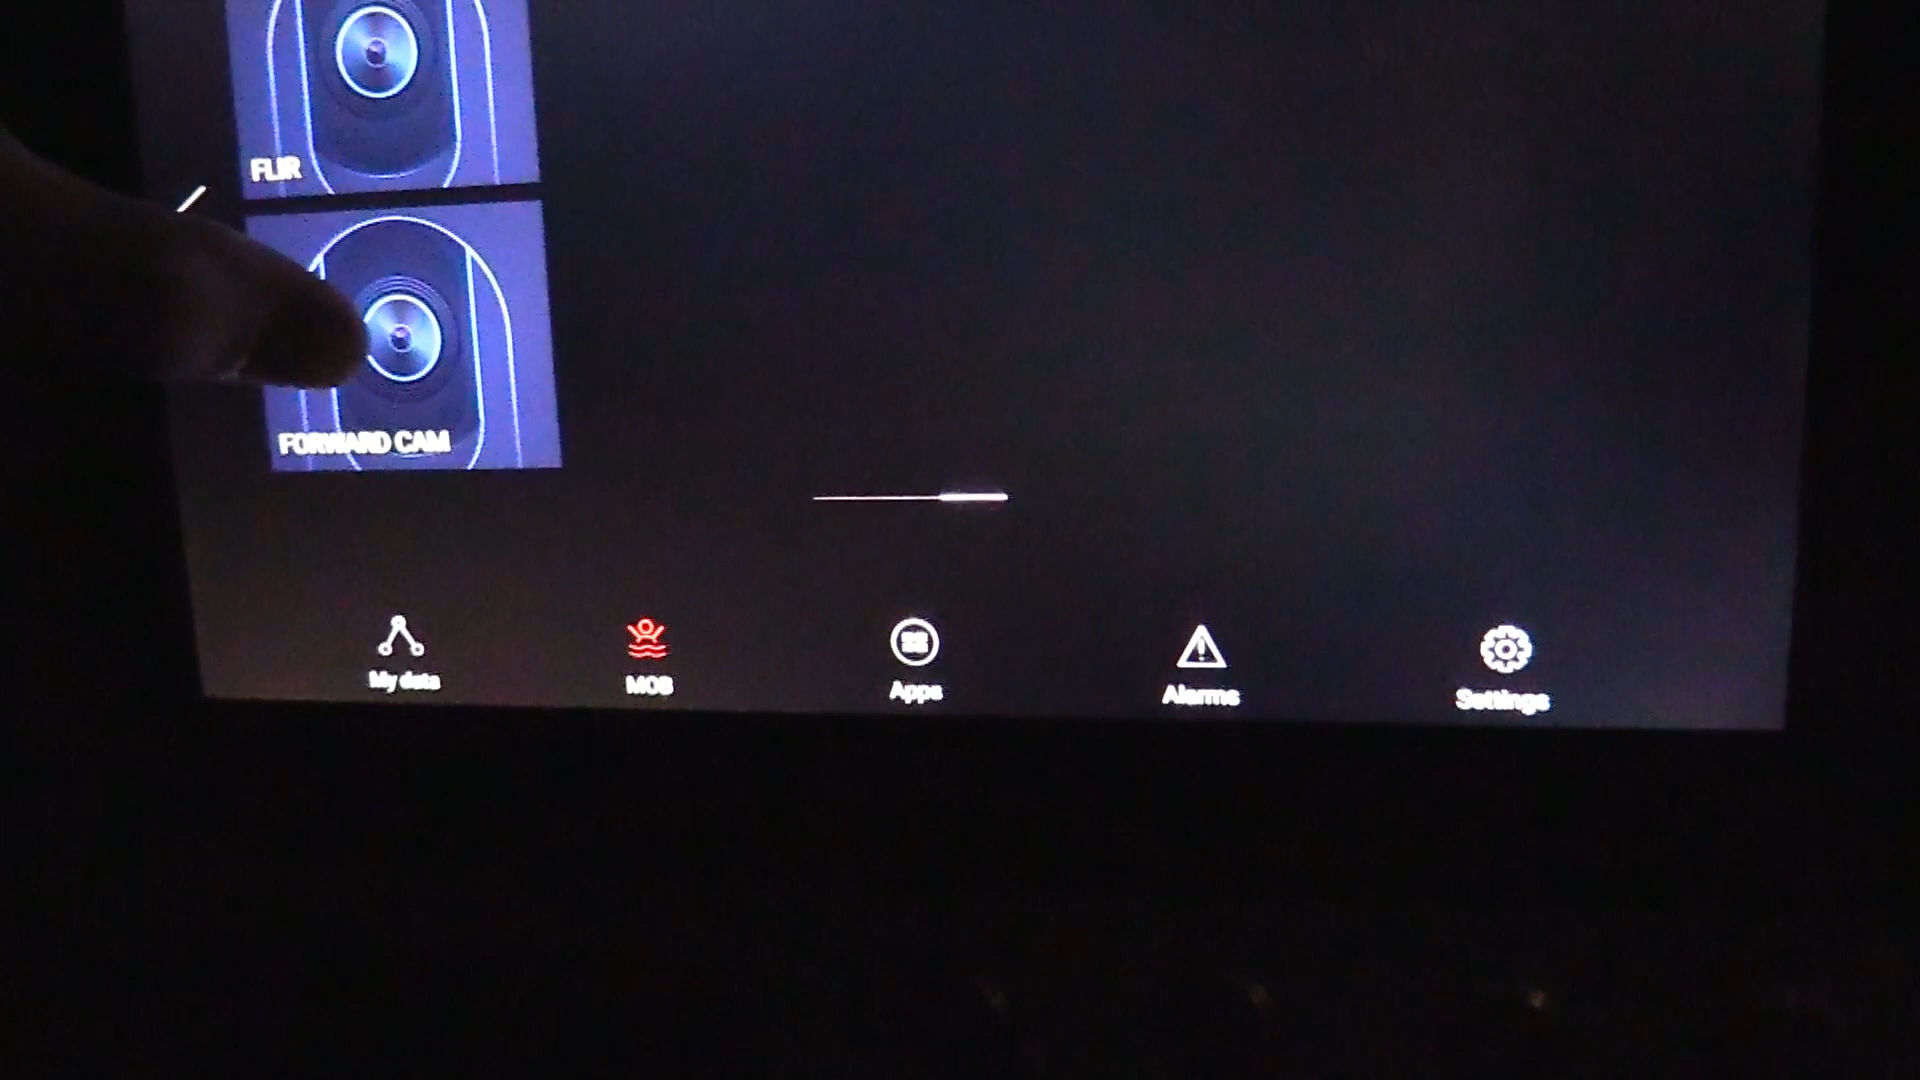 FLIR
FORWARD CAM
My data
MOB
Apps
Alarms
Settings